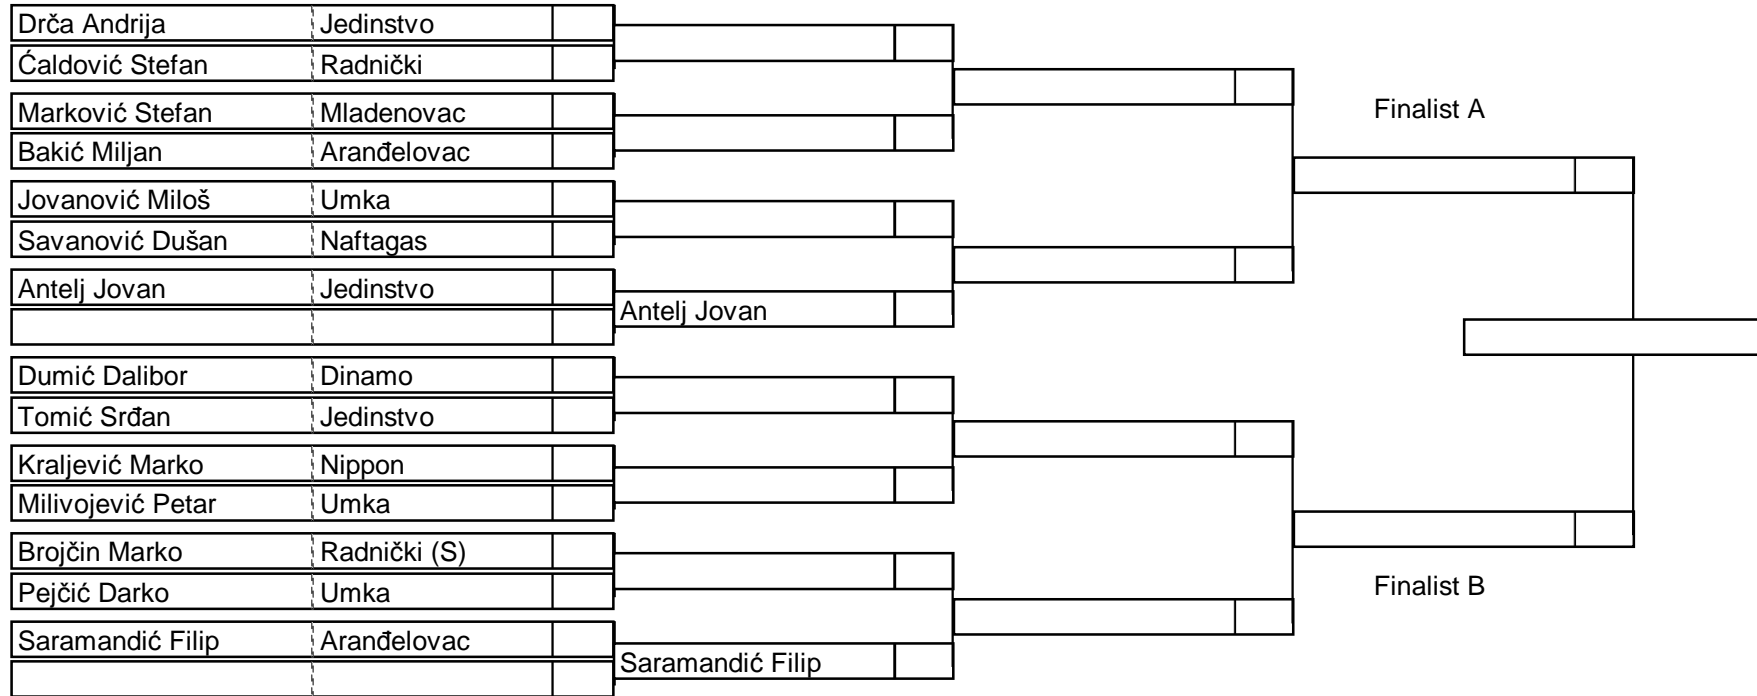 Drča Andrija Jedinstvo
Ćaldović Stefan Radnički
Marković Stefan Mladenovac
Finalist A
Bakić Miljan Aranđelovac
Jovanović Miloš Umka
Savanović Dušan Naftagas
Antelj Jovan Jedinstvo
Antelj Jovan
Dumić Dalibor Dinamo
Tomić Srđan Jedinstvo
Kraljević Marko Nippon
Milivojević Petar Umka
Brojčin Marko Radnički (S)
Pejčić Darko Umka
Finalist B
Saramandić Filip Aranđelovac
Saramandić Filip